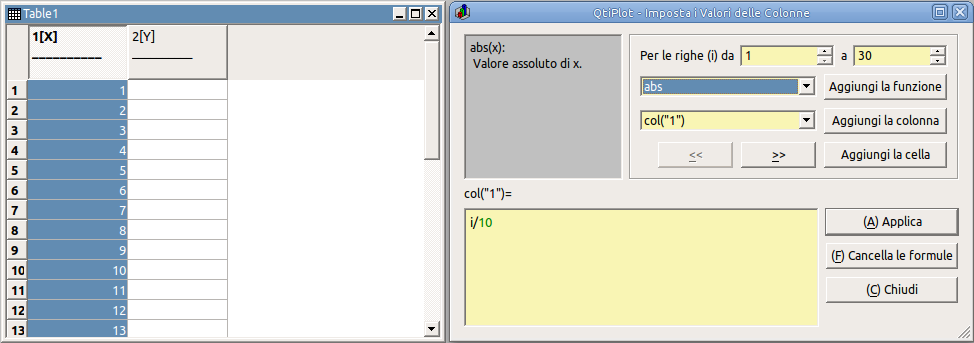 Table1
1[X] 2[Y]
1 1
2 2
3 3
4 4
5 5
6 6
7 7
8 8
9 9
10 10
11 11
12 12
13 13
QtiPlot - Imposta i Valori delle Colonne
abs(x):
Valore assoluto di x.
Per le righe (i) da 1 a 30
abs Aggiungi la funzione
col("1") Aggiungi la colonna
<< >> Aggiungi la cella
col("1")=
i/10
(A) Applica
(F) Cancella le formule
(C) Chiudi